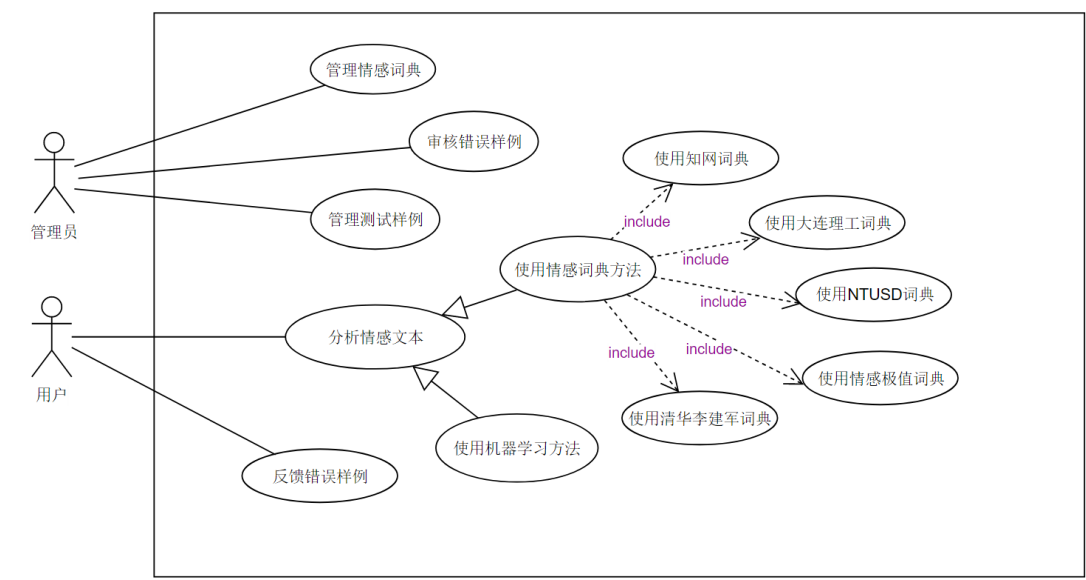 管理情感词典
审核错误样例
管理测试样例
管理员
使用知网词典
include
使用大连理工词典
include
使用情感词典方法
使用NTUSD词典
include
分析情感文本
include
include
使用情感极值词典
用户
使用清华李建军词典
使用机器学习方法
反馈错误样例